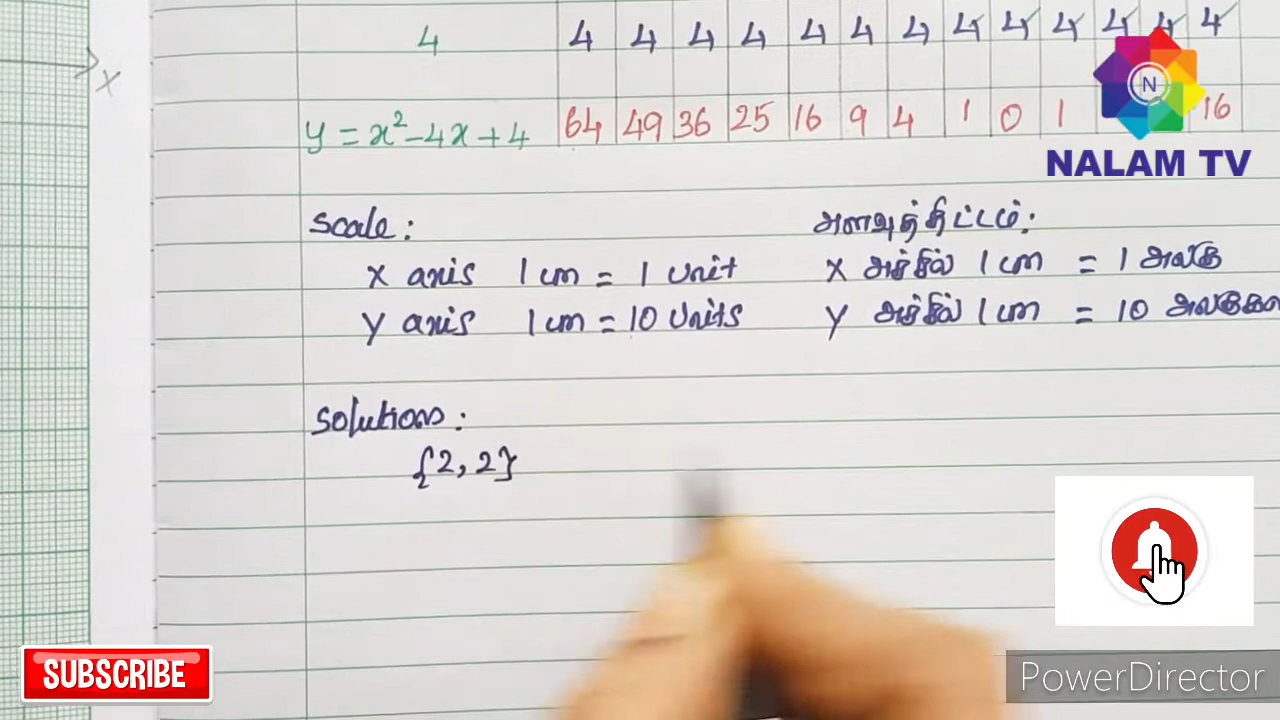 4 4 4 4 4 4 4 4 4 4 4 4 4 4
X
y = x² - 4x + 4 64 49 36 25 16 9 4 1 0 1 16
N
NALAM TV
Scale: அளவுத்திட்டம்:
X axis 1 cm = 1 unit X அச்சில் 1 cm = 1 அலகு
Y axis 1 cm = 10 units Y அச்சில் 1 cm = 10
Solutions:
{2, 2}
SUBSCRIBE
PowerDirector